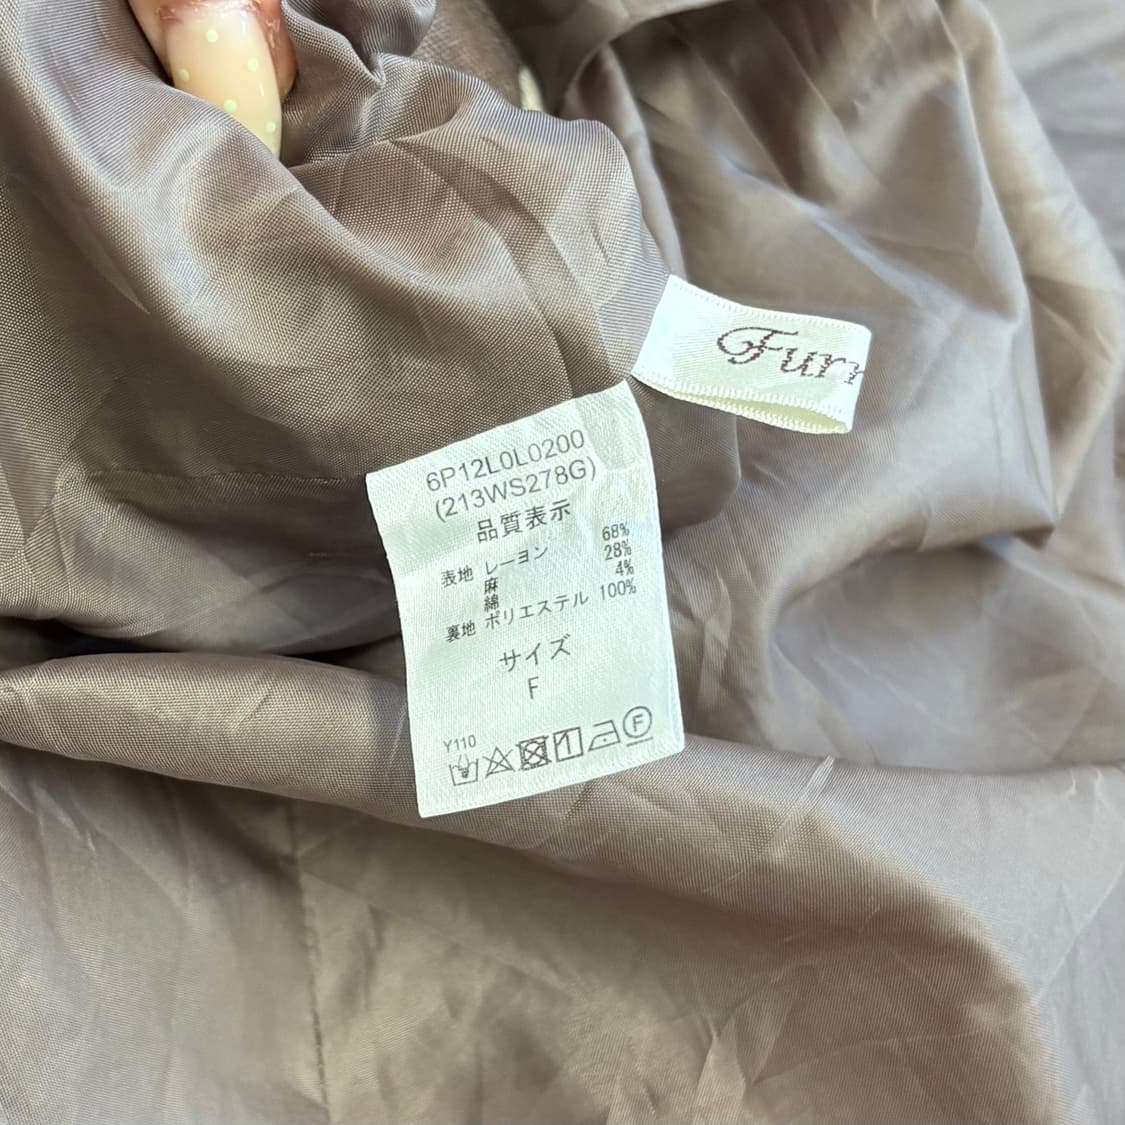 Furr
6P12L0L0200
(213WS278G)
品質表示
表地 レーヨン 68%
麻 28%
綿 4%
裏地 ポリエステル 100%
サイズ
F
Y110
F